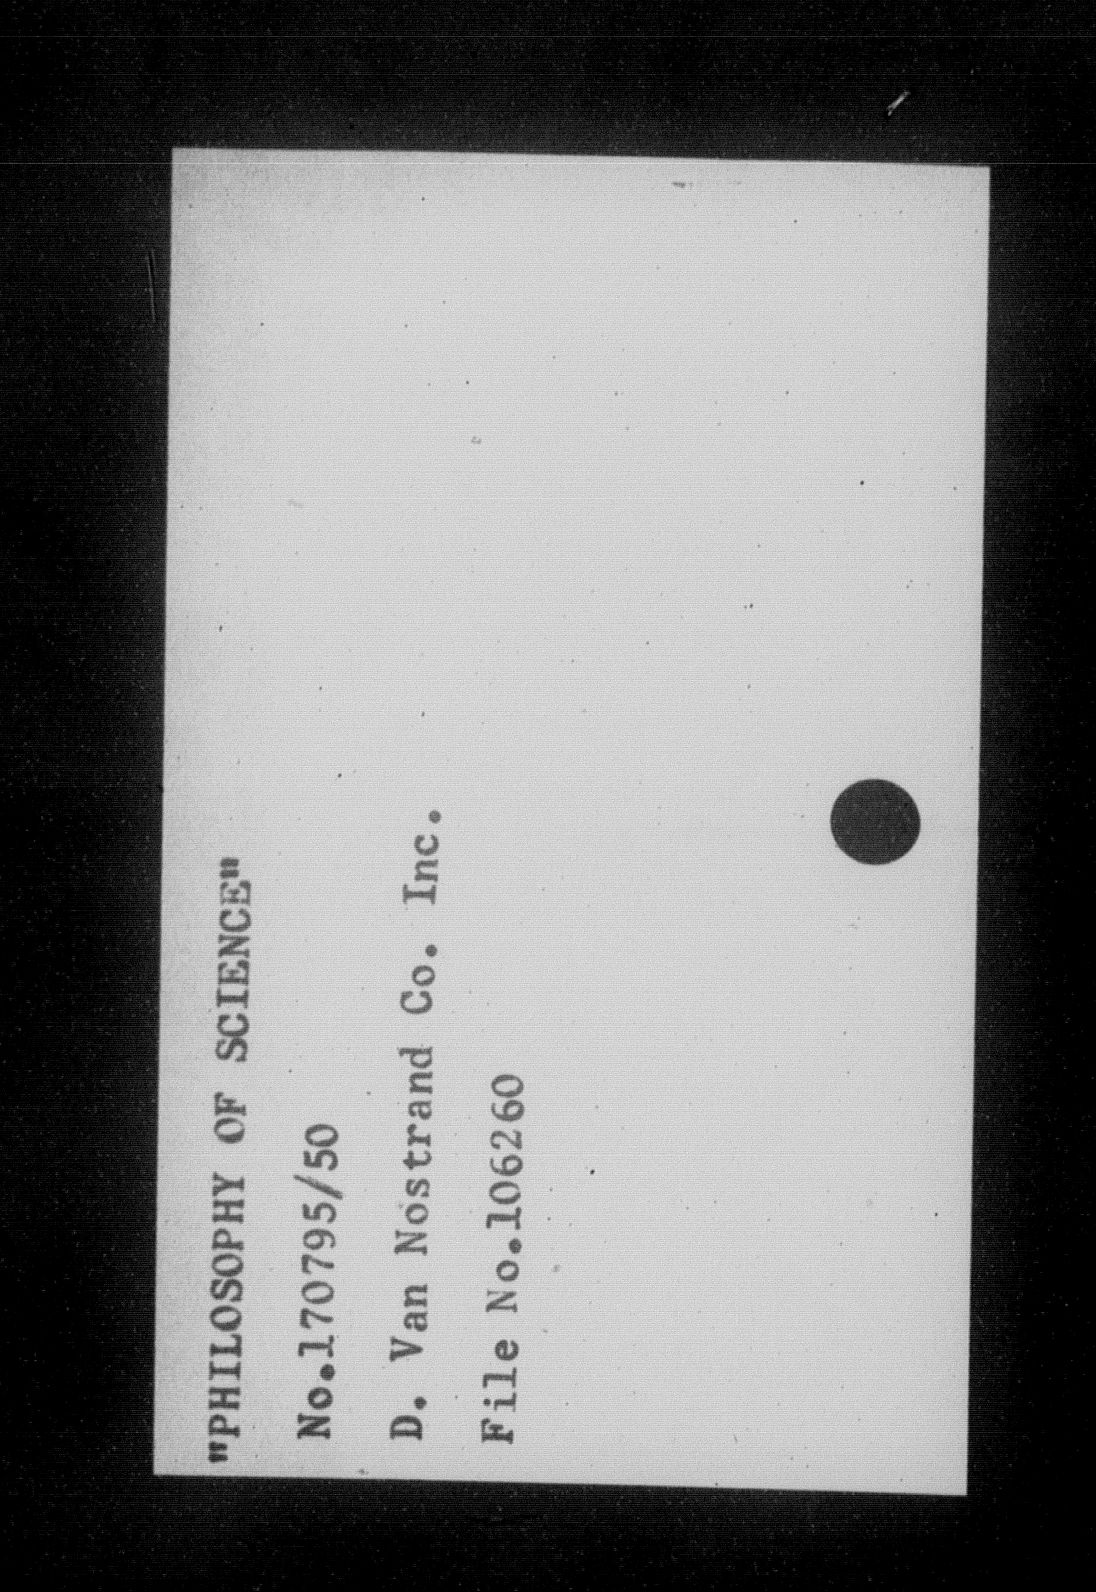 "PHILOSOPHY OF SCIENCE"
No.170795/50
D. Van Nostrand Co. Inc.
File No.106260